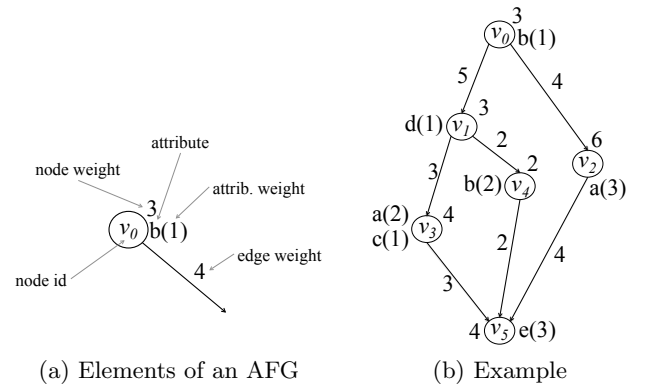 attribute
node weight
attrib. weight
3
v0 b(1)
4
edge weight
node id
(a) Elements of an AFG
3
v0 b(1)
5
4
3
d(1) v1
2
6
v2
a(3)
3
2
b(2) v4
a(2) 4
c(1) v3
2
4
3
4 v5 e(3)
(b) Example